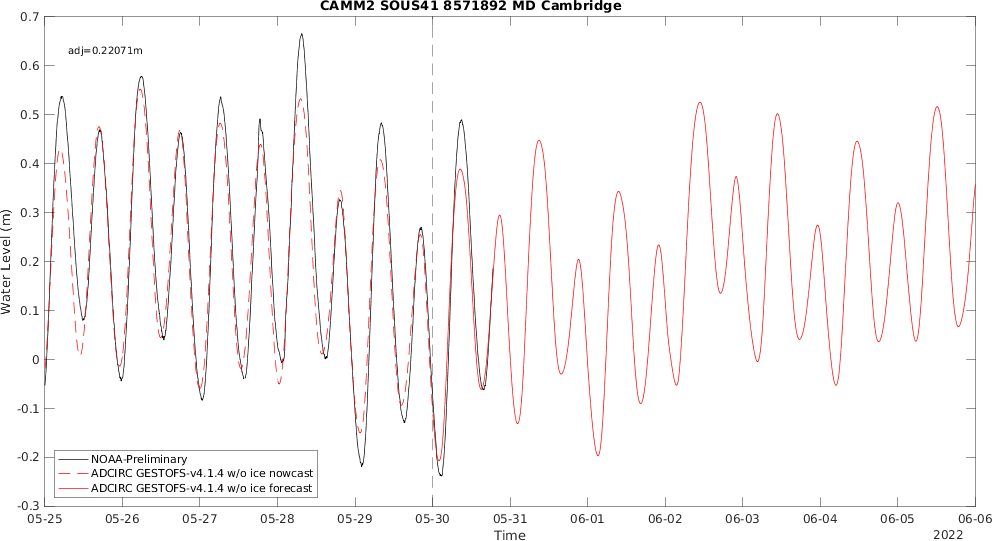 CAMM2 SOUS41 8571892 MD Cambridge
adj=0.22071m
0.7
0.6
0.5
0.4
0.3
0.2
0.1
0
-0.1
-0.2
-0.3
Water Level (m)
NOAA-Preliminary
ADCIRC GESTOFS-v4.1.4 w/o ice nowcast
ADCIRC GESTOFS-v4.1.4 w/o ice forecast
05-25 05-26 05-27 05-28 05-29 05-30 05-31 06-01 06-02 06-03 06-04 06-05 06-06
Time
2022